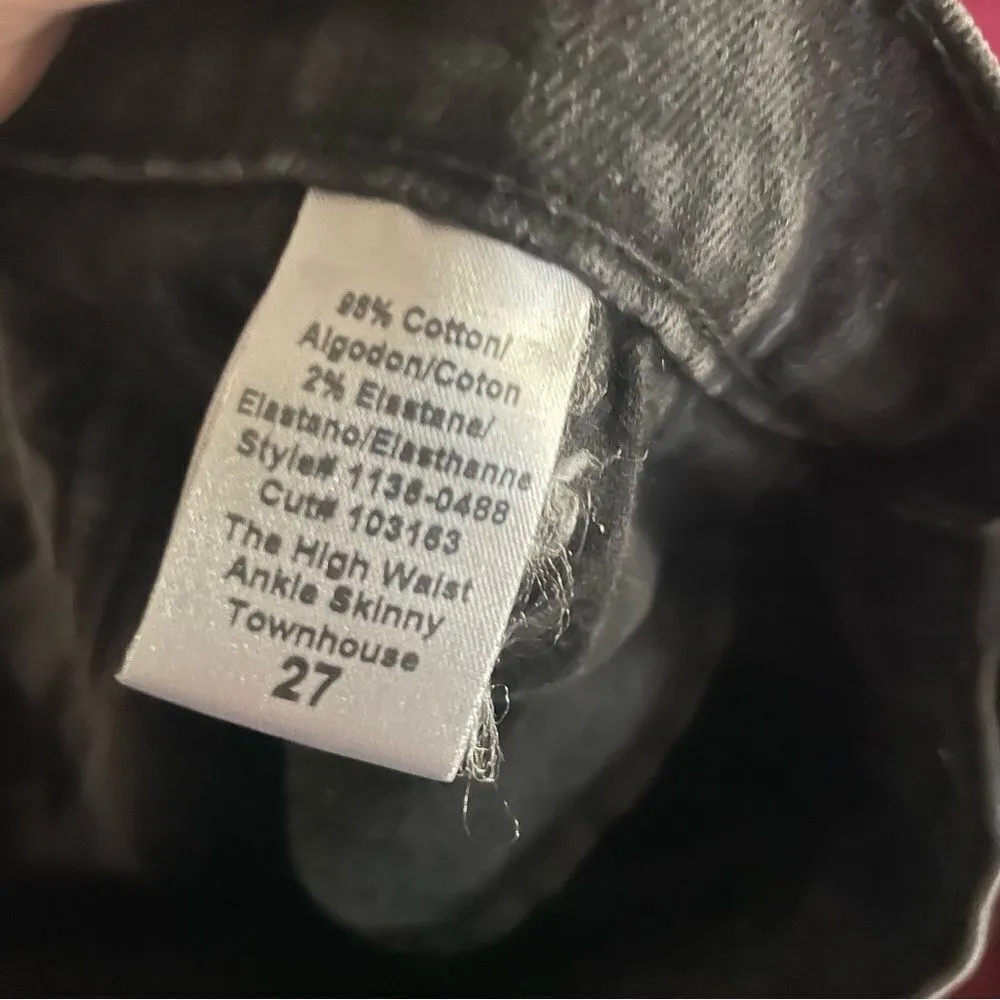 98% Cotton/
Algodon/Coton
2% Elastane/
Elastano/Elasthanne
Style# 1136-0488
Cut# 103163
The High Waist
Ankle Skinny
Townhouse
27